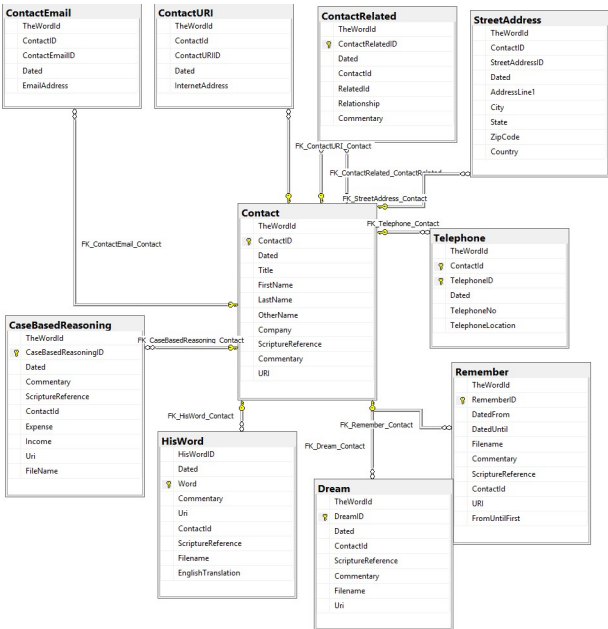 ContactEmail
TheWordId
ContactID
ContactEmailID
Dated
EmailAddress
ContactURI
TheWordId
ContactId
ContactURIID
Dated
InternetAddress
ContactRelated
TheWordId
ContactRelatedID
Dated
ContactId
RelatedId
Relationship
Commentary
StreetAddress
TheWordId
ContactID
StreetAddressID
Dated
AddressLine1
City
State
ZipCode
Country
FK_ContactURI_Contact
FK_ContactRelated_ContactRelated
FK_StreetAddress_Contact
FK_Telephone_Contact
FK_ContactEmail_Contact
Contact
TheWordId
ContactID
Dated
Title
FirstName
LastName
OtherName
Company
ScriptureReference
Commentary
URI
Telephone
TheWordId
ContactId
TelephoneID
Dated
TelephoneNo
TelephoneLocation
CaseBasedReasoning
TheWordId
CaseBasedReasoningID
Dated
Commentary
ScriptureReference
ContactId
Expense
Income
Uri
FileName
FK_CaseBasedReasoning_Contact
FK_HisWord_Contact
FK_Remember_Contact
FK_Dream_Contact
Remember
TheWordId
RememberID
DatedFrom
DatedUntil
Filename
Commentary
ScriptureReference
ContactId
URI
FromUntilFirst
HisWord
HisWordID
Dated
Word
Commentary
Uri
ContactId
ScriptureReference
Filename
EnglishTranslation
Dream
TheWordId
DreamID
Dated
ContactId
ScriptureReference
Commentary
Filename
Uri